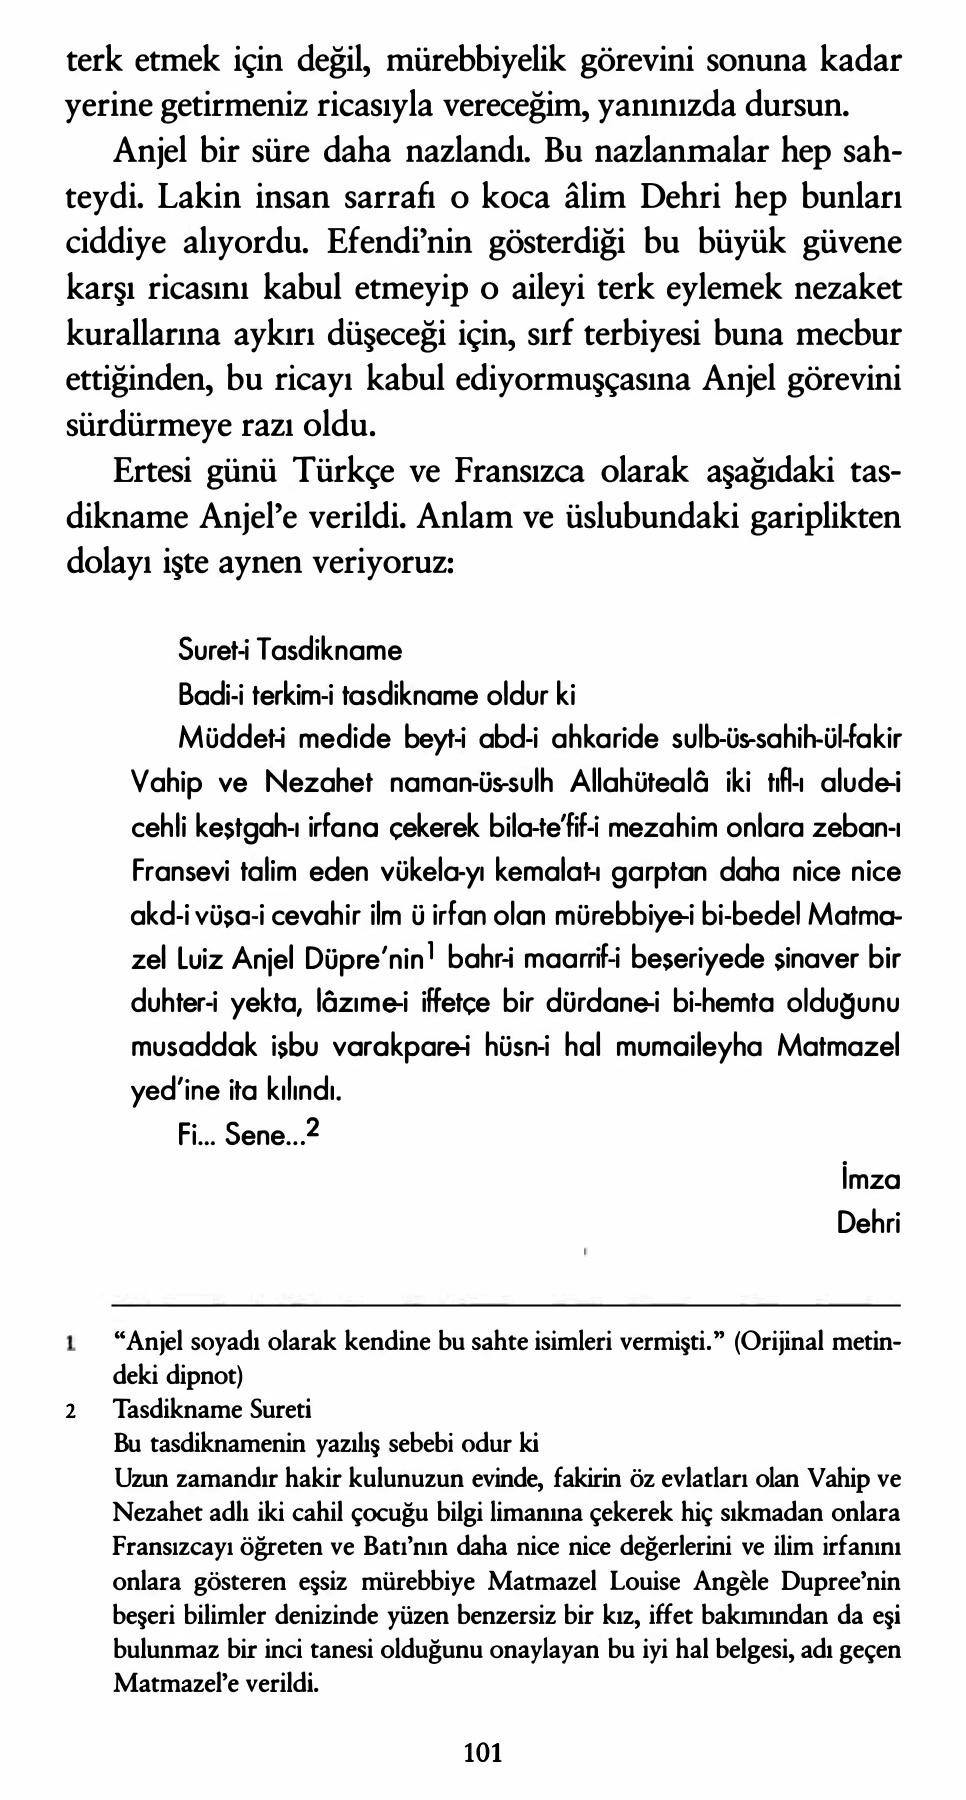 terk etmek için değil, mürebbiyelik görevini sonuna kadar
yerine getirmeniz ricasıyla vereceğim, yanınızda dursun.
Anjel bir süre daha nazlandı. Bu nazlanmalar hep sah-
teydi. Lakin insan sarrafı o koca âlim Dehri hep bunları
ciddiye alıyordu. Efendi’nin gösterdiği bu büyük güvene
karşı ricasını kabul etmeyip o aileyi terk eylemek nezaket
kurallarına aykırı düşeceği için, sırf terbiyesi buna mecbur
ettiğinden, bu ricayı kabul ediyormuşçasına Anjel görevini
sürdürmeye razı oldu.
Ertesi günü Türkçe ve Fransızca olarak aşağıdaki tas-
dikname Anjel’e verildi. Anlam ve üslubundaki gariplikten
dolayı işte aynen veriyoruz:
Suret-i Tasdikname
Badi-i terkim-i tasdikname oldur ki
Müddet-i medide beyt-i abd-i ahkaride sulb-üs-sahih-ül-fakir
Vahip ve Nezahet naman-üs-sulh Allahütealâ iki tıfl-ı alude-i
cehli keştgah-ı irfana çekerek bila-te’fif-i mezahim onlara zeban-ı
Fransevi talim eden vükela-yı kemalat-ı garptan daha nice nice
akd-i vüşa-i cevahir ilm ü irfan olan mürebbiye-i bi-bedel Matma-
zel Luiz Anjel Düpre’nin1 bahr-i maarrif-i beşeriyede şinaver bir
duhter-i yekta, lâzıme-i iffetçe bir dürdane-i bi-hemta olduğunu
musaddak işbu varakpare-i hüsn-i hal mumaileyha Matmazel
yed’ine ita kılındı.
Fi... Sene...2
İmza
Dehri
1 “Anjel soyadı olarak kendine bu sahte isimleri vermişti.” (Orijinal metin-
deki dipnot)
2 Tasdikname Sureti
Bu tasdiknamenin yazılış sebebi odur ki
Uzun zamandır hakir kulunuzun evinde, fakirin öz evlatları olan Vahip ve
Nezahet adlı iki cahil çocuğu bilgi limanına çekerek hiç sıkmadan onlara
Fransızcayı öğreten ve Batı’nın daha nice nice değerlerini ve ilim irfanını
onlara gösteren eşsiz mürebbiye Matmazel Louise Angèle Dupree’nin
beşeri bilimler denizinde yüzen benzersiz bir kız, iffet bakımından da eşi
bulunmaz bir inci tanesi olduğunu onaylayan bu iyi hal belgesi, adı geçen
Matmazel’e verildi.
101